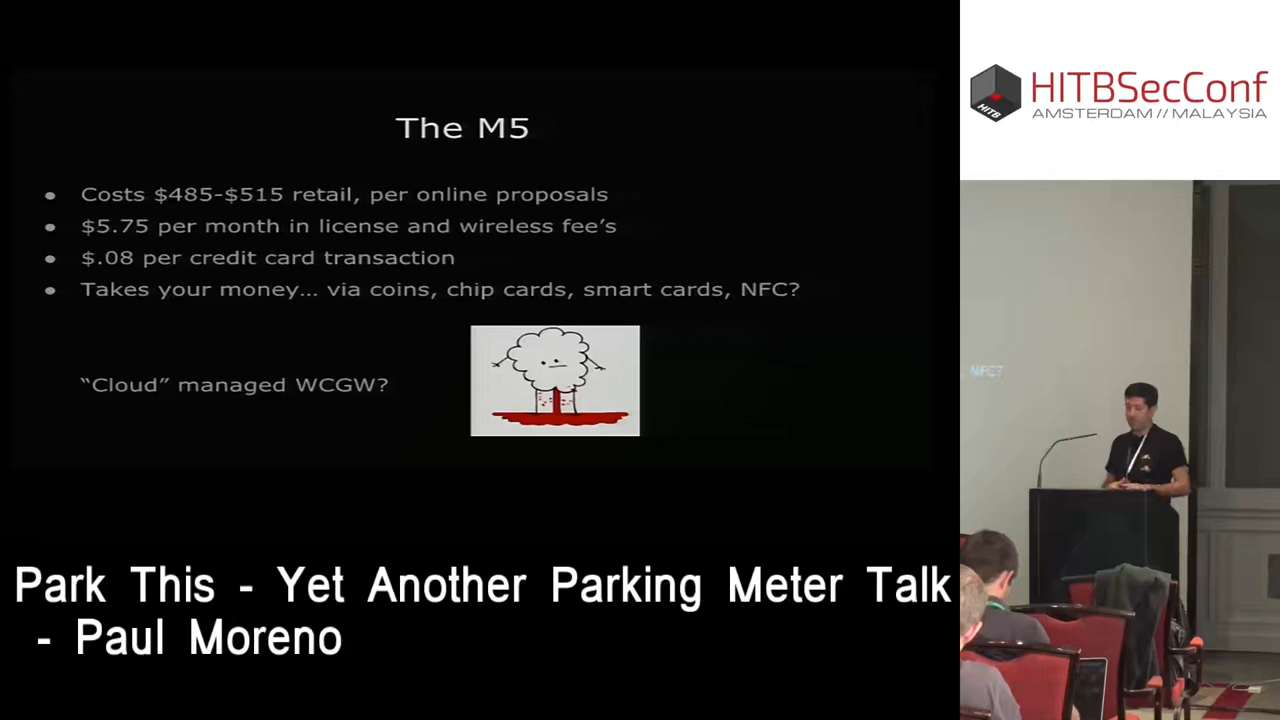 The M5
Costs $485-$515 retail, per online proposals
$5.75 per month in license and wireless fee's
$.08 per credit card transaction
Takes your money... via coins, chip cards, smart cards, NFC?
"Cloud" managed WCGW?
Park This - Yet Another Parking Meter Talk
- Paul Moreno
HITBSecConf
AMSTERDAM // MALAYSIA
HITB
NFC?